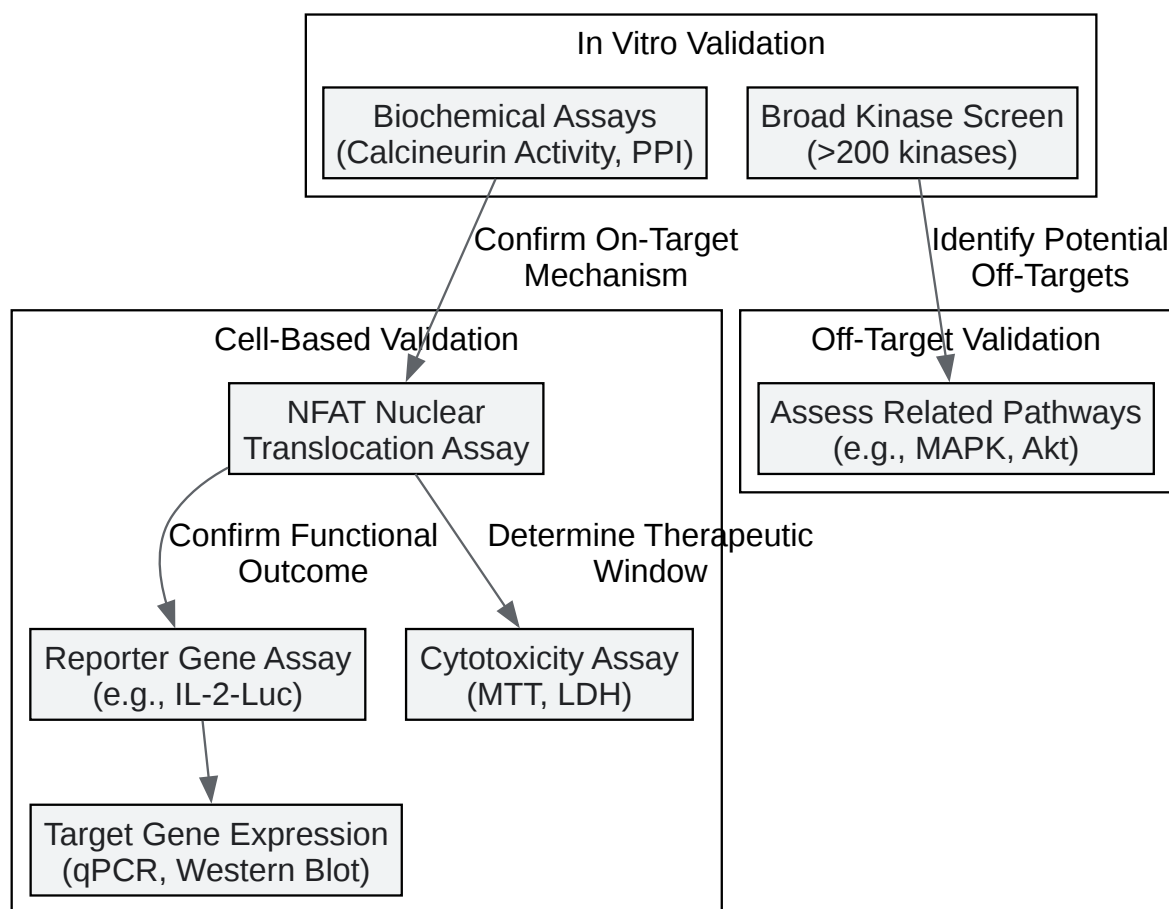 In Vitro Validation
Biochemical Assays
(Calcineurin Activity, PPI)
Broad Kinase Screen
(>200 kinases)
Confirm On-Target
Mechanism
Identify Potential
Off-Targets
Cell-Based Validation
Off-Target Validation
NFAT Nuclear
Translocation Assay
Assess Related Pathways
(e.g., MAPK, Akt)
Confirm Functional
Outcome
Determine Therapeutic
Window
Reporter Gene Assay
(e.g., IL-2-Luc)
Cytotoxicity Assay
(MTT, LDH)
Target Gene Expression
(qPCR, Western Blot)